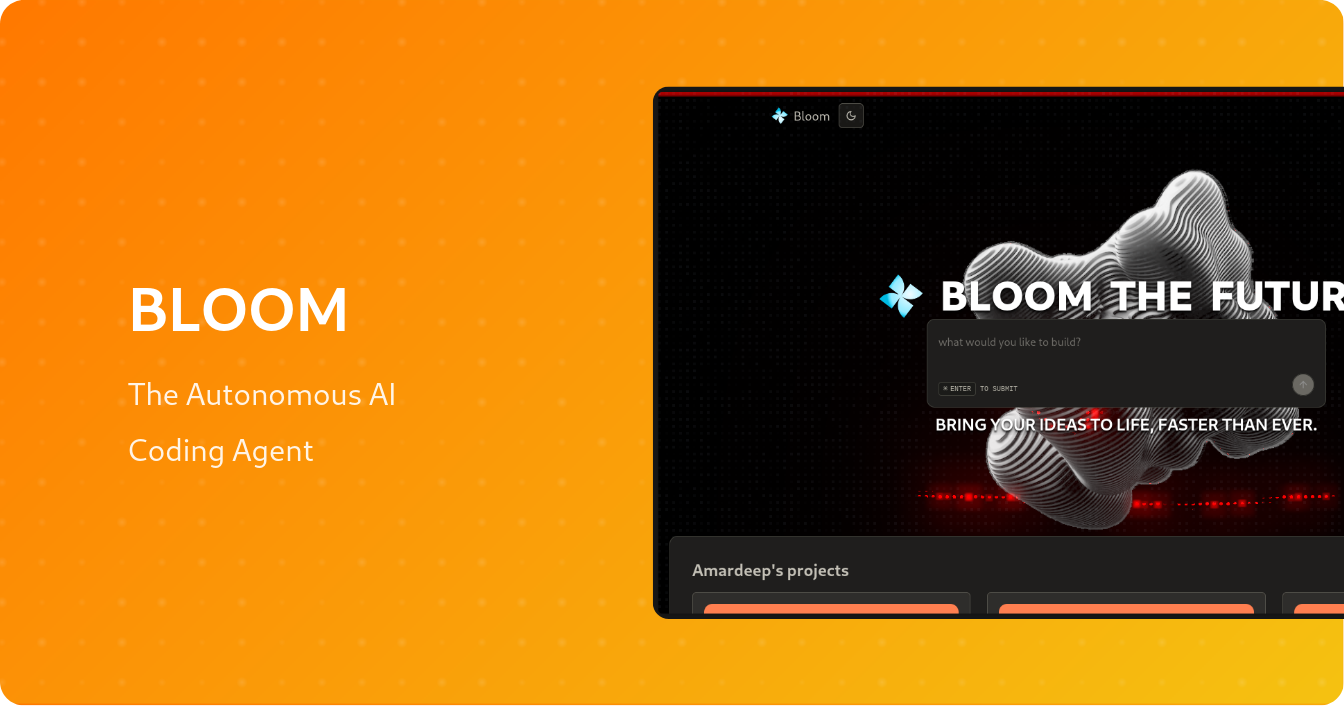 BLOOM
The Autonomous AI
Coding Agent
Bloom
BLOOM THE FUTUR
what would you like to build?
⌘ ENTER TO SUBMIT
BRING YOUR IDEAS TO LIFE, FASTER THAN EVER.
Amardeep's projects